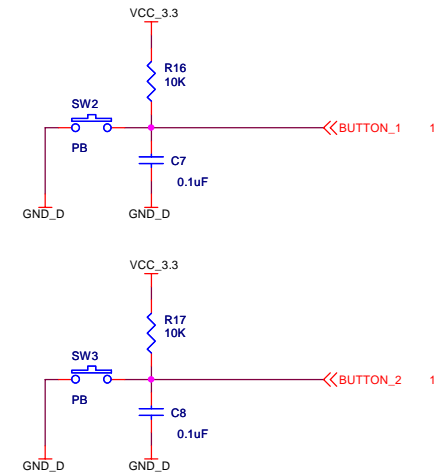 VCC_3.3
R16
10K
SW2
BUTTON_1 1
PB
C7
0.1uF
GND_D GND_D
VCC_3.3
R17
10K
SW3
BUTTON_2 1
PB
C8
0.1uF
GND_D GND_D